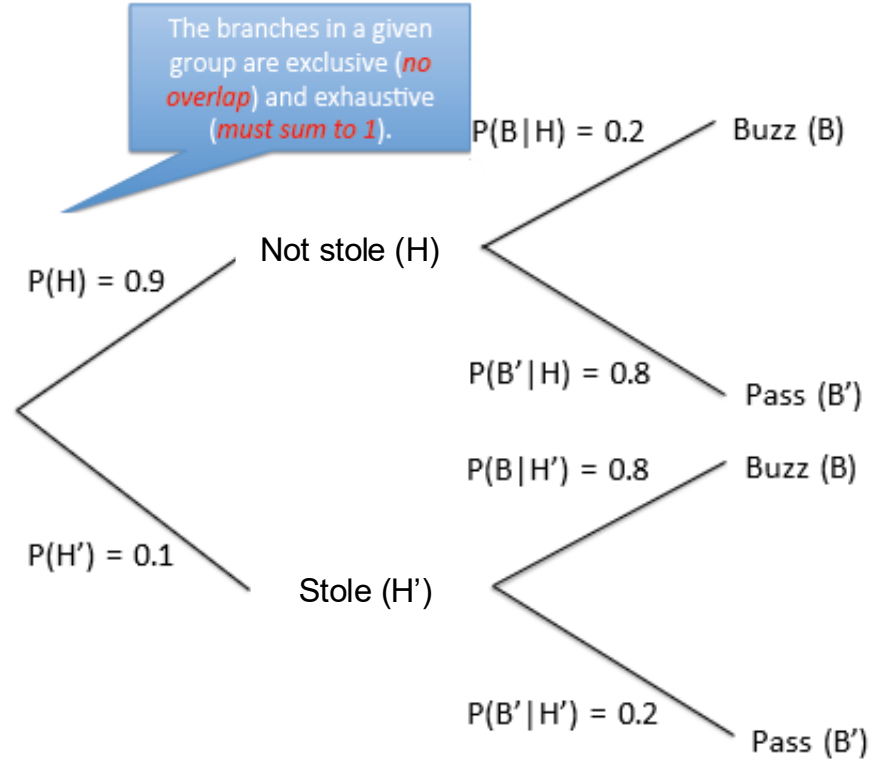 The branches in a given
group are exclusive (no
overlap) and exhaustive
(must sum to 1).
P(B|H) = 0.2
Buzz (B)
Not stole (H)
P(H) = 0.9
P(B′|H) = 0.8
Pass (B′)
P(B|H’) = 0.8
Buzz (B)
P(H’) = 0.1
Stole (H’)
P(B′|H’) = 0.2
Pass (B′)